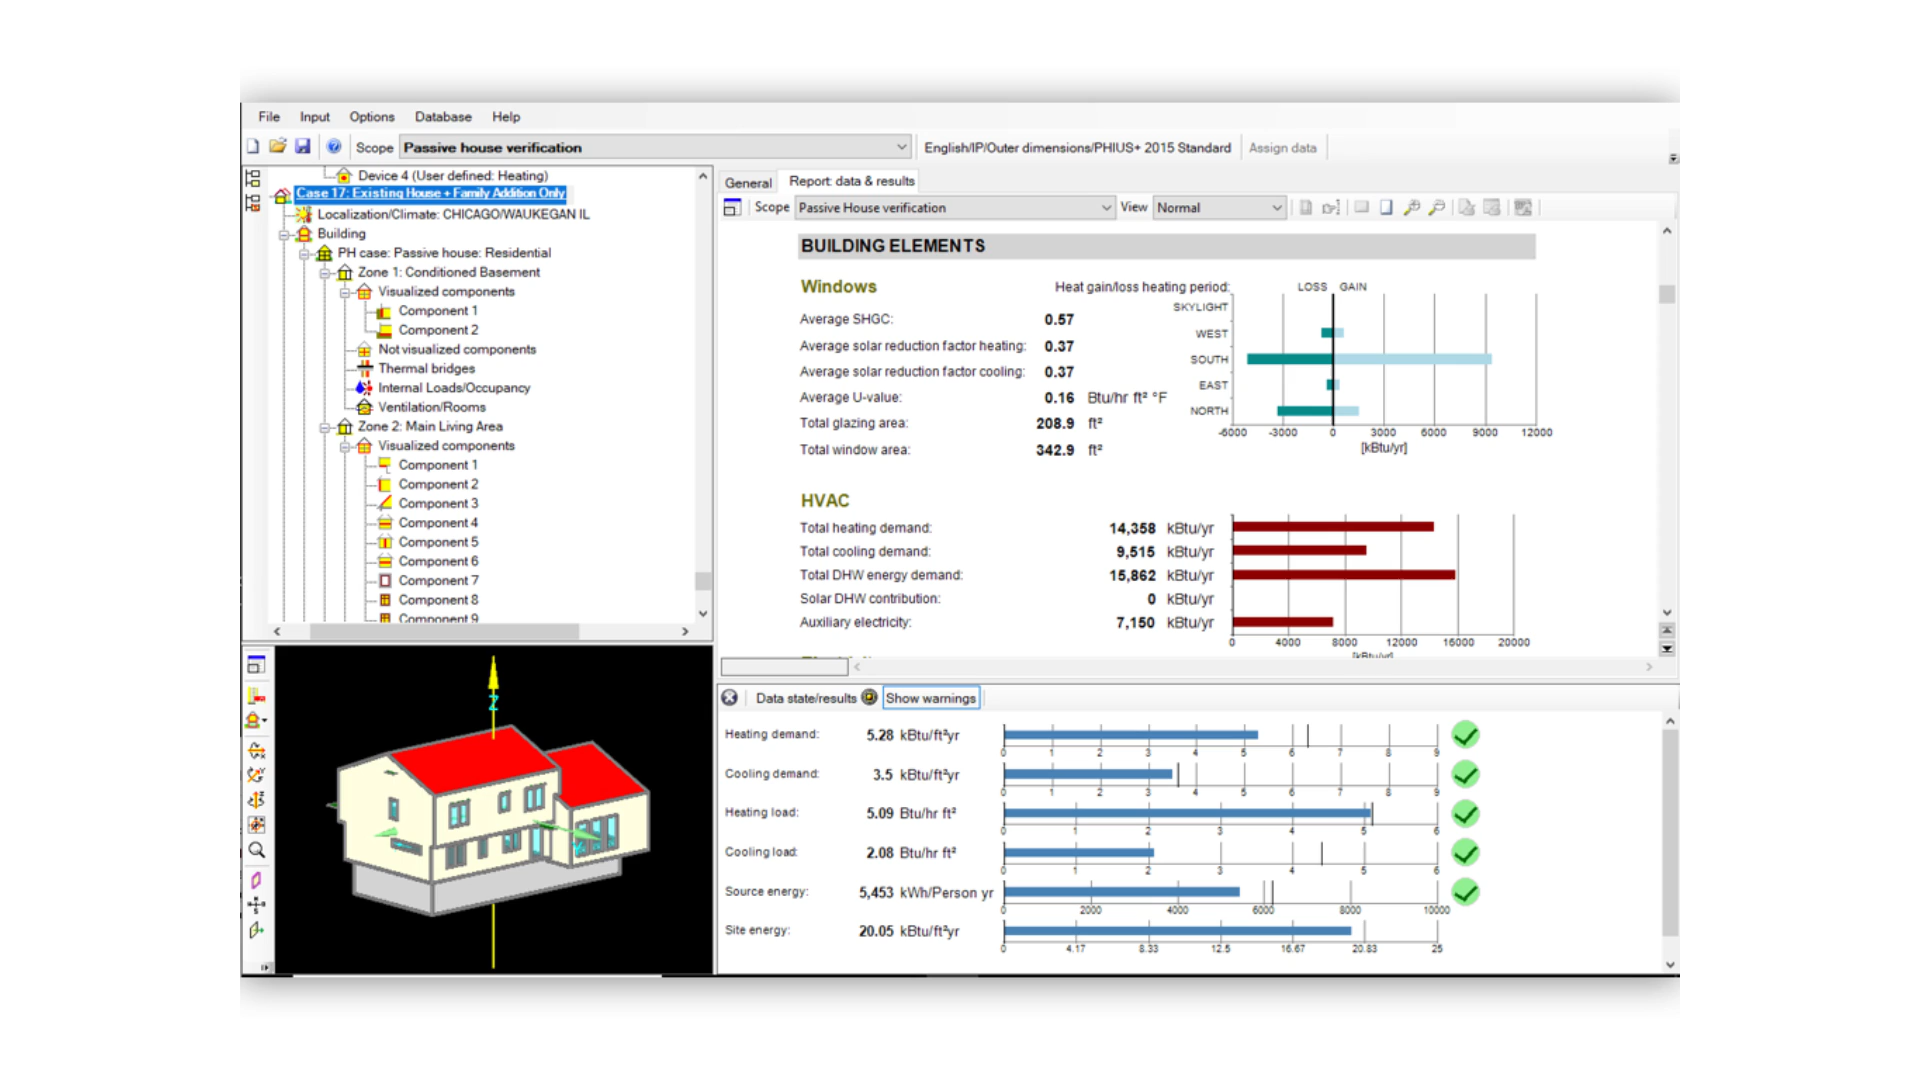 File Input Options Database Help
Scope Passive house verification English/IP/Outer dimensions/PHIUS+ 2015 Standard Assign data
Device 4 (User defined: Heating)
Case 17: Existing House + Family Addition Only
Localization/Climate: CHICAGO/WAUKEGAN IL
Building
PH case: Passive house: Residential
Zone 1: Conditioned Basement
Visualized components
Component 1
Component 2
Not visualized components
Thermal bridges
Internal Loads/Occupancy
Ventilation/Rooms
Zone 2: Main Living Area
Visualized components
Component 1
Component 2
Component 3
Component 4
Component 5
Component 6
Component 7
Component 8
Component 9
Z
General Report: data & results
Scope Passive House verification View Normal
BUILDING ELEMENTS
Windows
Average SHGC: 0.57
Average solar reduction factor heating: 0.37
Average solar reduction factor cooling: 0.37
Average U-value: 0.16 Btu/hr ft² °F
Total glazing area: 208.9 ft²
Total window area: 342.9 ft²
Heat gain/loss heating period:
LOSS GAIN
SKYLIGHT
WEST
SOUTH
EAST
NORTH
-6000 -3000 0 3000 6000 9000 12000
[kBtu/yr]
HVAC
Total heating demand: 14,358 kBtu/yr
Total cooling demand: 9,515 kBtu/yr
Total DHW energy demand: 15,862 kBtu/yr
Solar DHW contribution: 0 kBtu/yr
Auxiliary electricity: 7,150 kBtu/yr
0 4000 8000 12000 16000 20000
[kBtu/yr]
Data state/results Show warnings
Heating demand: 5.28 kBtu/ft²yr
0 1 2 3 4 5 6 7 8 9
Cooling demand: 3.5 kBtu/ft²yr
0 1 2 3 4 5 6 7 8 9
Heating load: 5.09 Btu/hr ft²
0 1 2 3 4 5 6
Cooling load: 2.08 Btu/hr ft²
0 1 2 3 4 5 6
Source energy: 5,453 kWh/Person yr
0 2000 4000 6000 8000 10000
Site energy: 20.05 kBtu/ft²yr
0 4.17 8.33 12.5 16.67 20.83 25